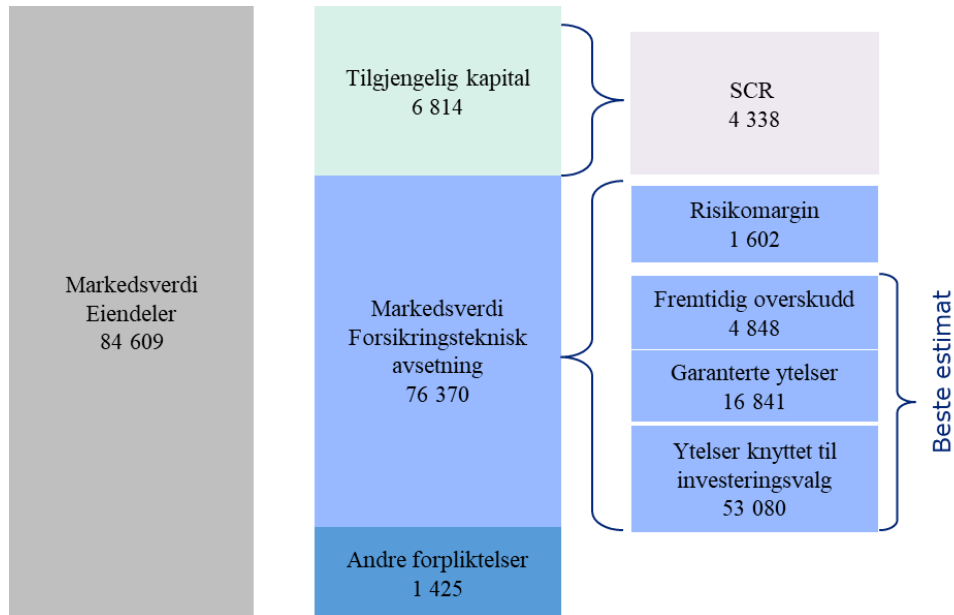 Markedsverdi
Eiendeler
84 609
Tilgjengelig kapital
6 814
Markedsverdi
Forsikringsteknisk
avsetning
76 370
Andre forpliktelser
1 425
SCR
4 338
Risikomargin
1 602
Fremtidig overskudd
4 848
Garanterte ytelser
16 841
Ytelser knyttet til
investeringsvalg
53 080
Beste estimat